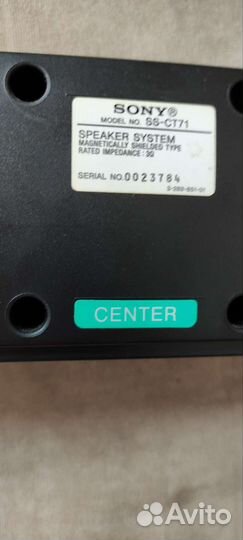 SONY®
MODEL NO. SS-CT71
SPEAKER SYSTEM
MAGNETICALLY SHIELDED TYPE
RATED IMPEDANCE : 3Ω
SERIAL NO. 0023784
CENTER
Avito